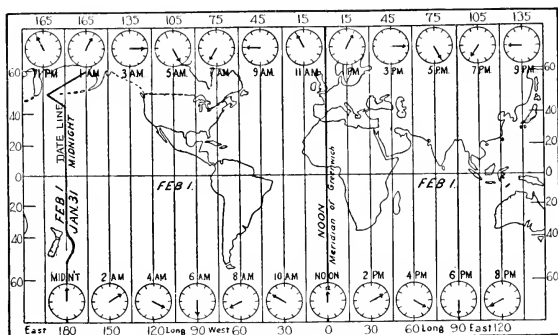 165 165 135 105 75 45 15 15 45 75 105 135
11 PM 1 AM 3 AM 5 AM 7 AM 9 AM 11 AM 1 PM 3 PM 5 PM 7 PM 9 PM
60 60
40 40
20 20
0 0
20 20
40 40
60 60
DATE LINE
MIDNIGHT
FEB 1
JAN. 31
FEB 1.
NOON
Meridian of Greenwich
FEB 1.
MIDN'T 2 AM 4 AM 6 AM 8 AM 10 AM NOON 2 PM 4 PM 6 PM 8 PM
East 180 150 120 Long 90 West 60 30 0 30 60 Long 90 East 120